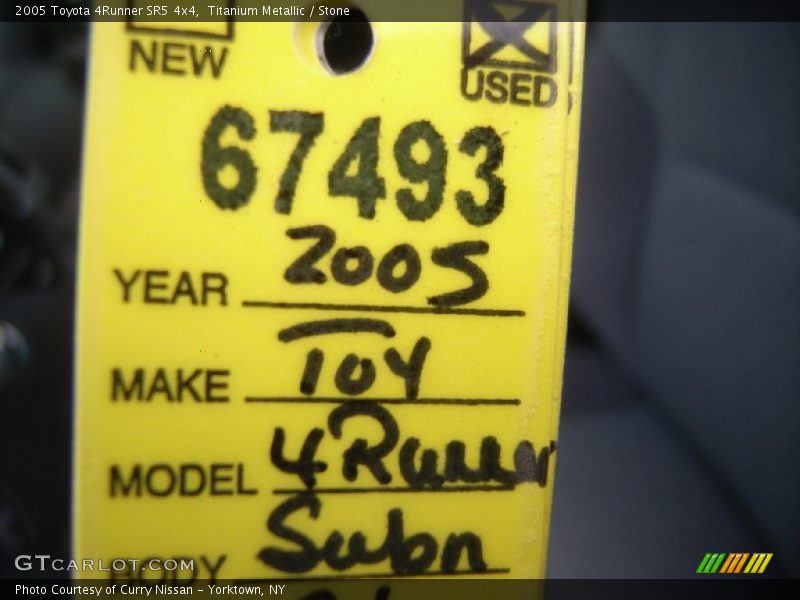 2005 Toyota 4Runner SR5 4x4, Titanium Metallic / Stone
NEW USED
67493
YEAR 2005
MAKE TOY
MODEL 4Runner
BODY Subn
GTCARLOT.COM
Photo Courtesy of Curry Nissan - Yorktown, NY